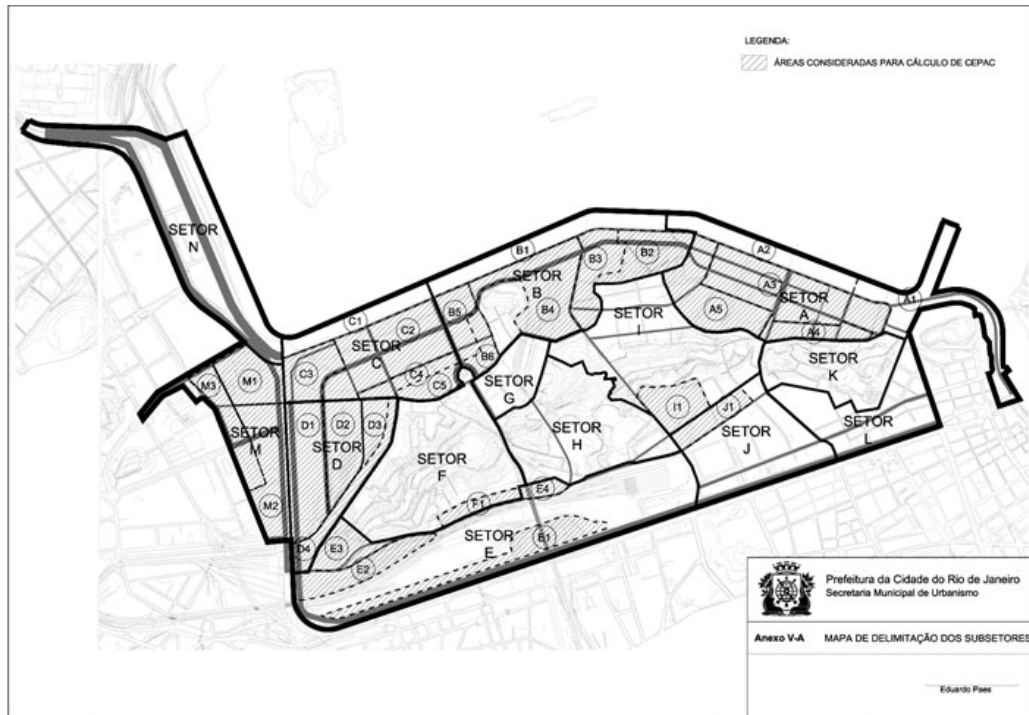 LEGENDA:
ÁREAS CONSIDERADAS PARA CÁLCULO DE CEPAC
SETOR
N
A2
B1
B3
B2
A3
A1
SETOR
B
C1
C2
B5
B4
SETOR
I
A5
SETOR
A
A4
SETOR
C
B6
C3
C4
C5
SETOR
K
M3
M1
SETOR
G
I1
J1
D1
D2
D3
SETOR
M
SETOR
D
SETOR
F
SETOR
H
SETOR
J
SETOR
L
M2
F1
E4
SETOR
E
E1
D4
E3
E2
Prefeitura da Cidade do Rio de Janeiro
Secretaria Municipal de Urbanismo
Anexo V-A MAPA DE DELIMITAÇÃO DOS SUBSETORES
Eduardo Paes